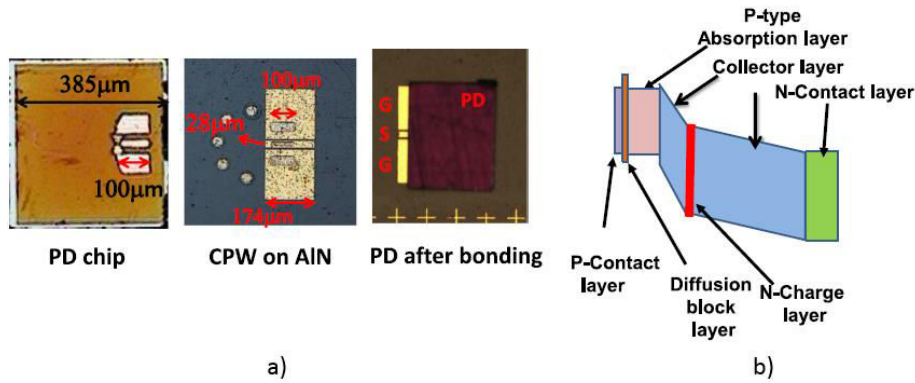 385µm
100µm
PD chip
100µm
28µm
174µm
CPW on AlN
G
S
G
PD
PD after bonding
a)
P-type
Absorption layer
Collector layer
N-Contact layer
P-Contact
layer
Diffusion
block
layer
N-Charge
layer
b)